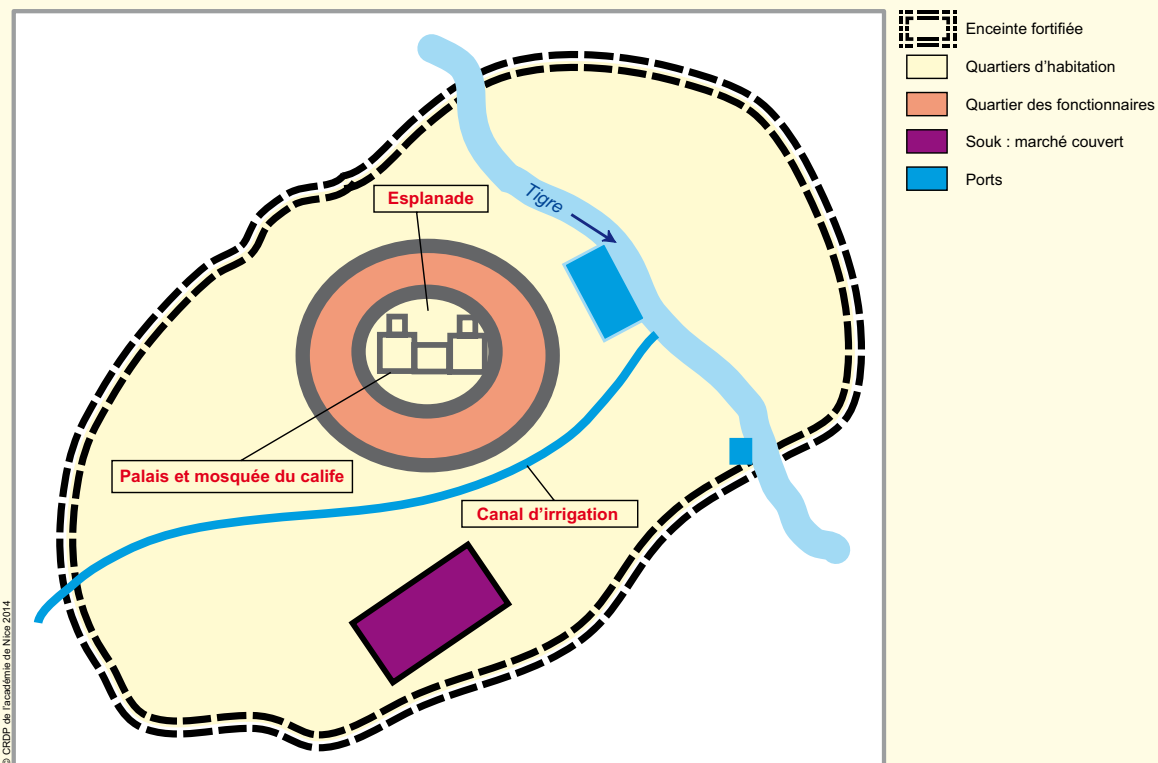 Enceinte fortifiée
Quartiers d'habitation
Quartier des fonctionnaires
Souk : marché couvert
Ports
Esplanade
Tigre
Palais et mosquée du calife
Canal d'irrigation
© CRDP de l'académie de Nice 2014